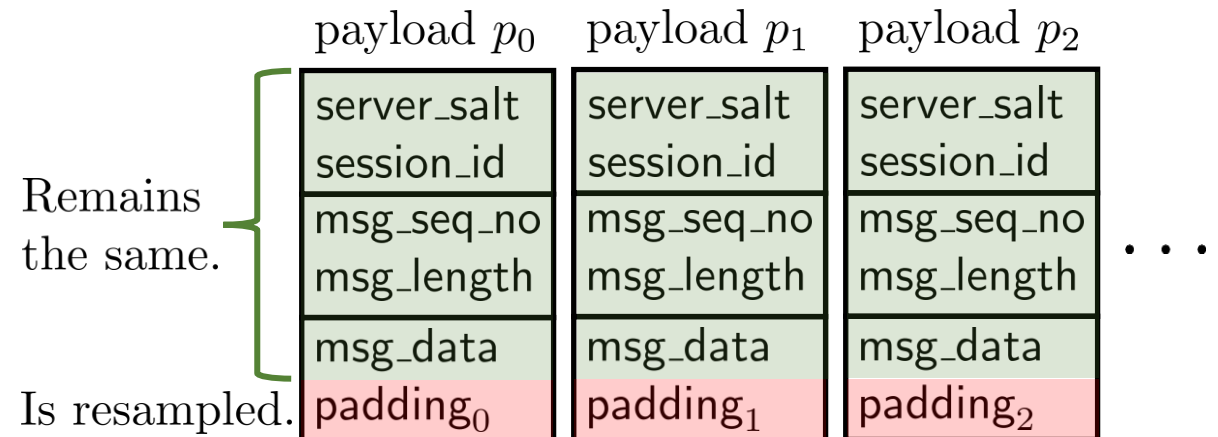 payload p₀ payload p₁ payload p₂
server_salt server_salt server_salt
session_id session_id session_id
Remains
the same.
msg_seq_no msg_seq_no msg_seq_no
msg_length msg_length msg_length
· · ·
msg_data msg_data msg_data
Is resampled. padding₀ padding₁ padding₂